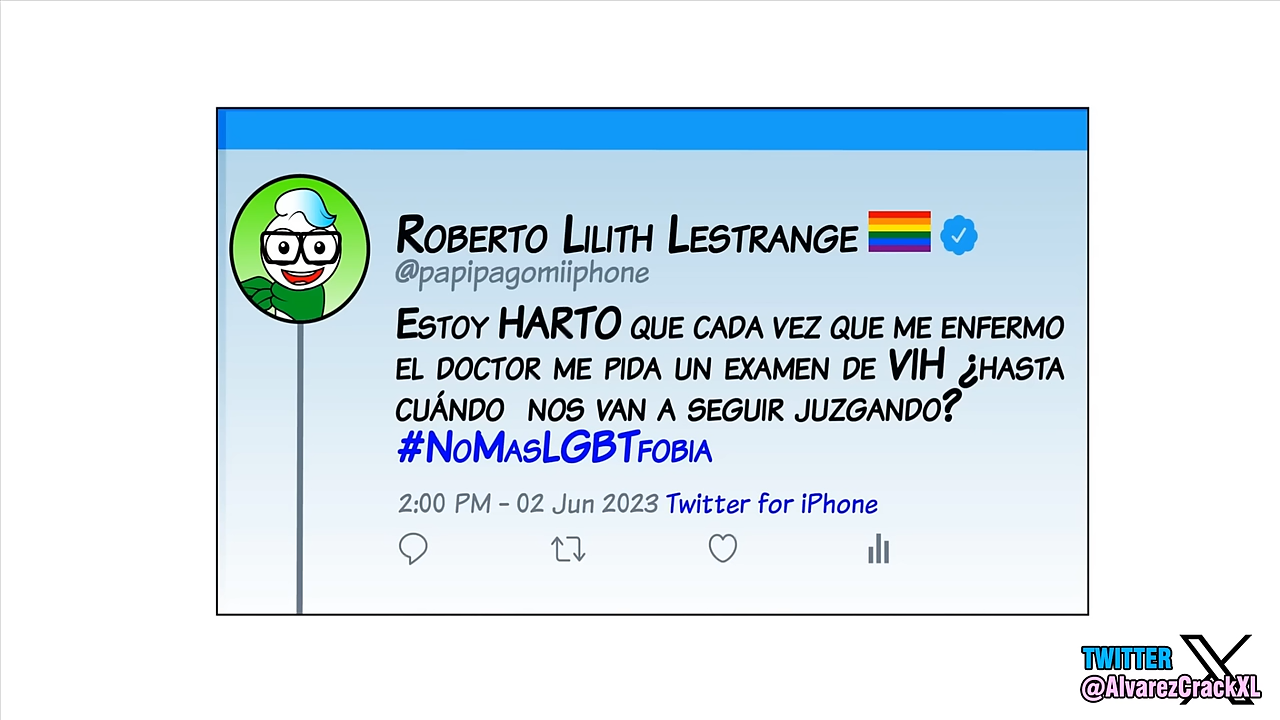 Roberto Lilith Lestrange
@papipagomiiphone
Estoy HARTO que cada vez que me enfermo
el doctor me pida un examen de VIH ¿hasta
cuándo nos van a seguir juzgando?
#NoMasLGBTfobia
2:00 PM - 02 Jun 2023 Twitter for iPhone
TWITTER
@AlvarezCrackXL